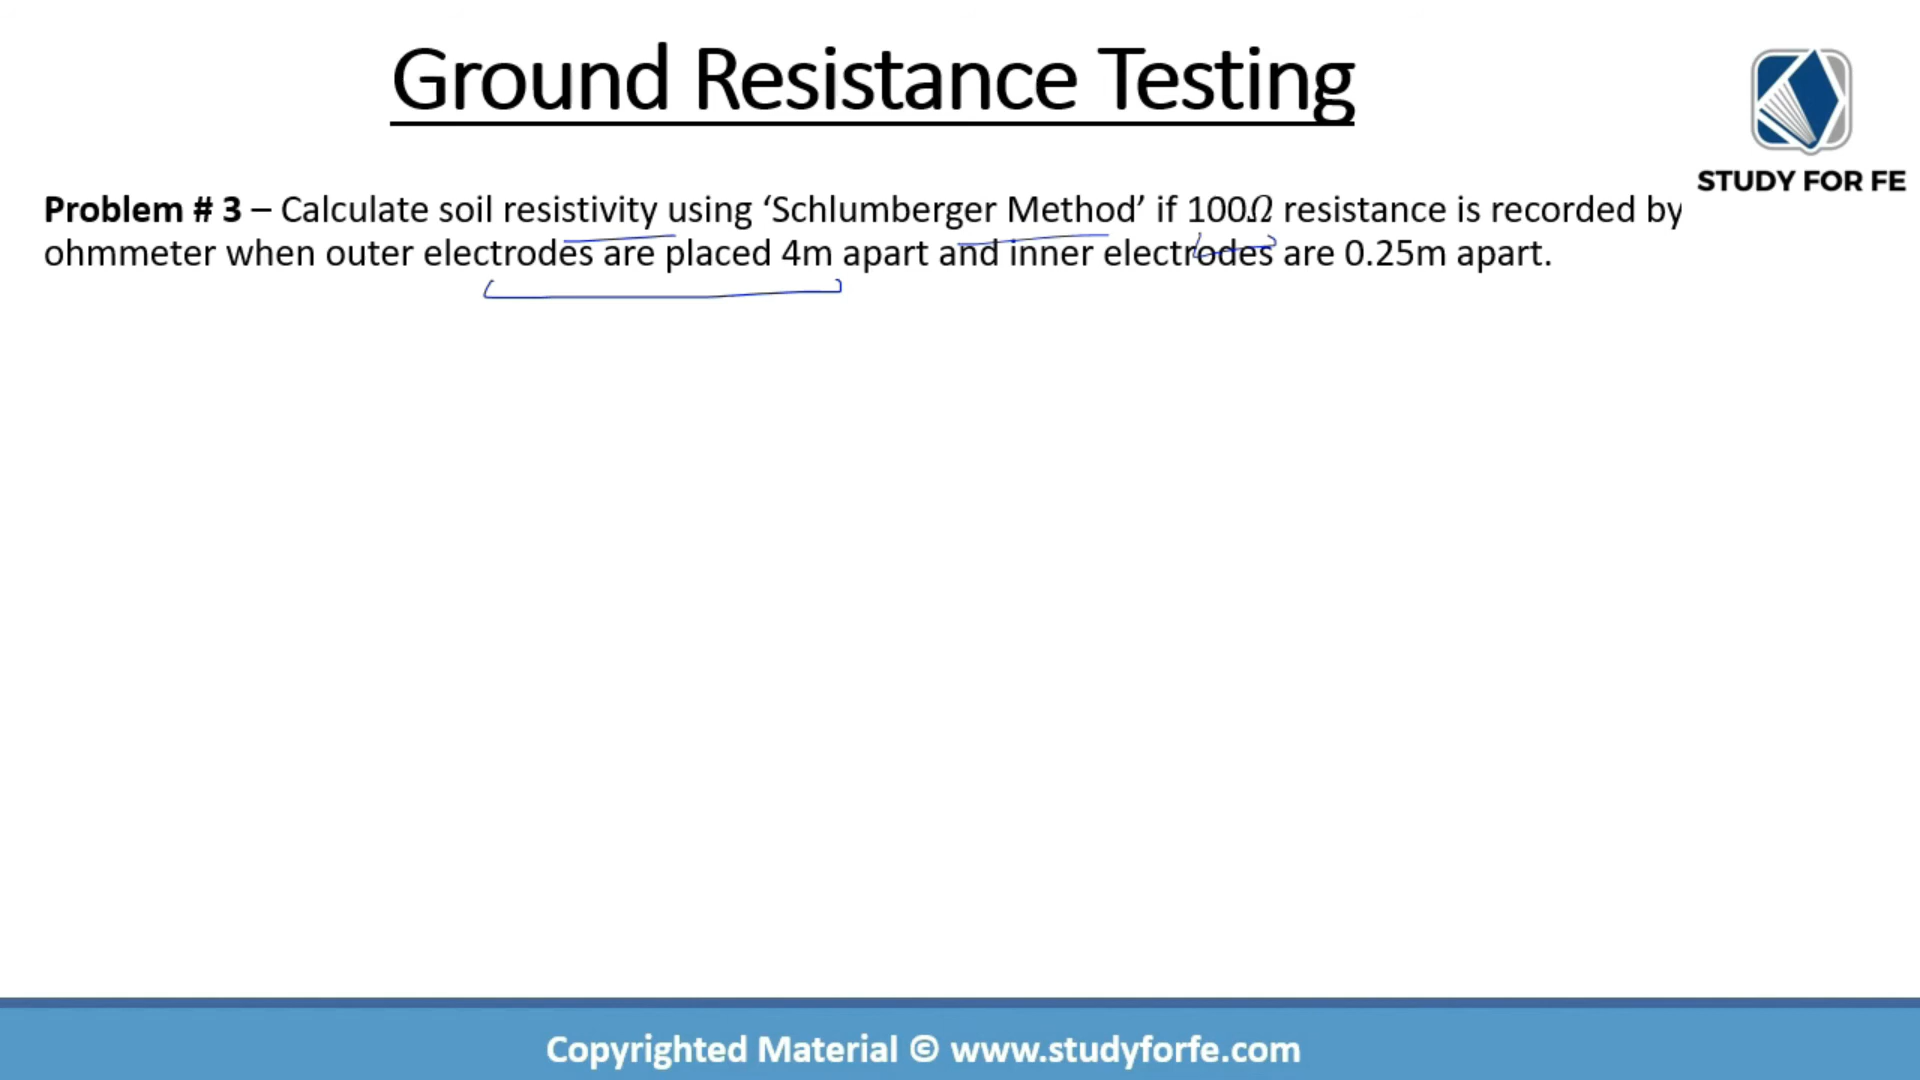 Ground Resistance Testing
STUDY FOR FE
Problem # 3 – Calculate soil resistivity using ‘Schlumberger Method’ if 100Ω resistance is recorded by
ohmmeter when outer electrodes are placed 4m apart and inner electrodes are 0.25m apart.
Copyrighted Material © www.studyforfe.com